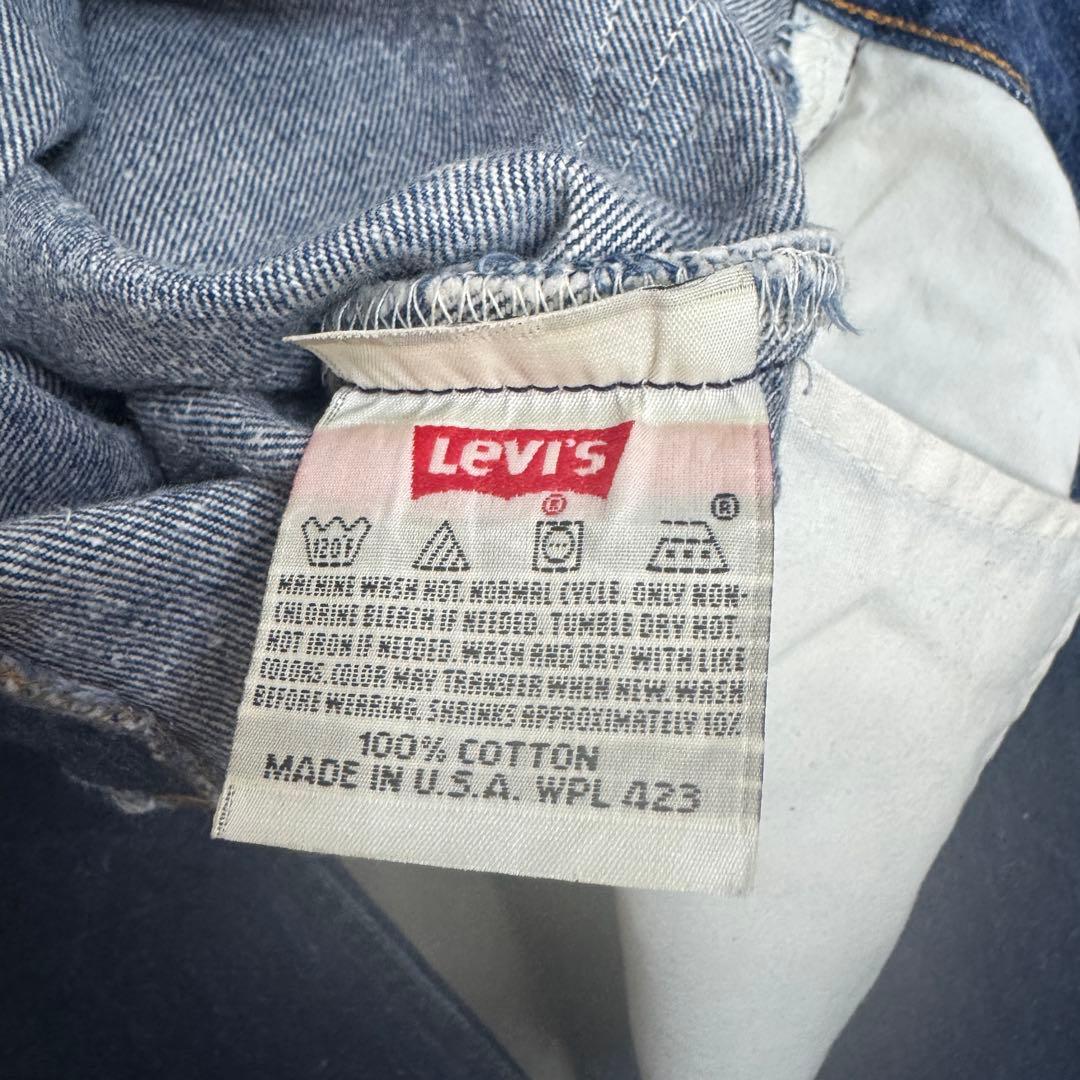 LEVI'S
®
®
120F
MACHINE WASH HOT. NORMAL CYCLE. ONLY NON-
CHLORINE BLEACH IF NEEDED. TUMBLE DRY HOT.
HOT IRON IF NEEDED. WASH AND DRY WITH LIKE
COLORS. COLOR MAY TRANSFER WHEN NEW. WASH
BEFORE WEARING. SHRINKS APPROXIMATELY 10%
100% COTTON
MADE IN U.S.A. WPL 423